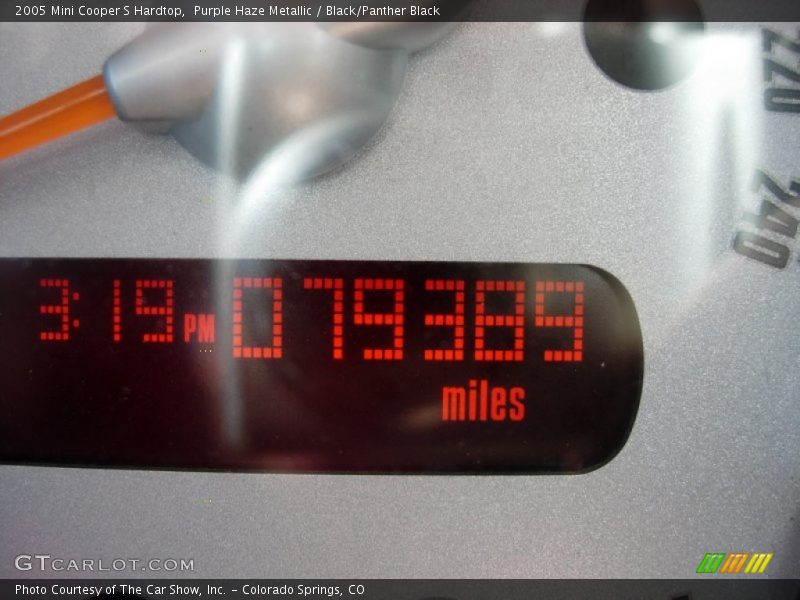 2005 Mini Cooper S Hardtop,  Purple Haze Metallic / Black/Panther Black
220
240
3:19 PM 079389
miles
GTCARLOT.COM
Photo Courtesy of The Car Show, Inc. – Colorado Springs, CO